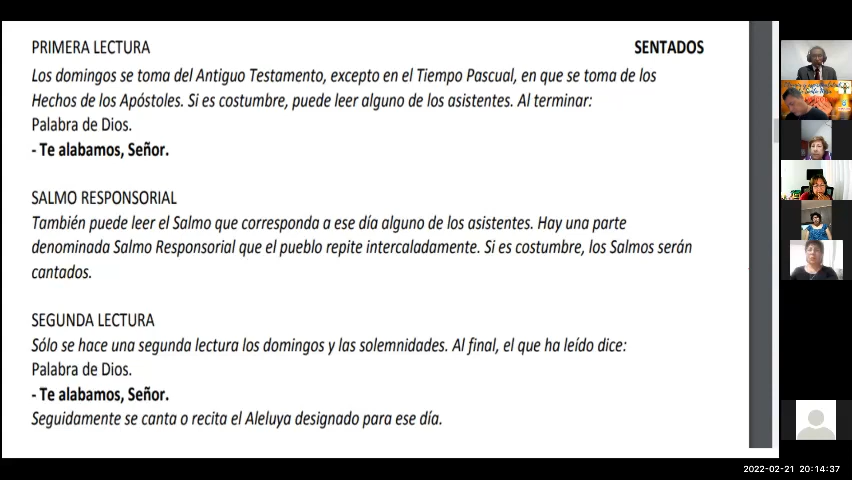 PRIMERA LECTURA SENTADOS
Los domingos se toma del Antiguo Testamento, excepto en el Tiempo Pascual, en que se toma de los
Hechos de los Apóstoles. Si es costumbre, puede leer alguno de los asistentes. Al terminar:
Palabra de Dios.
- Te alabamos, Señor.
SALMO RESPONSORIAL
También puede leer el Salmo que corresponda a ese día alguno de los asistentes. Hay una parte
denominada Salmo Responsorial que el pueblo repite intercaladamente. Si es costumbre, los Salmos serán
cantados.
SEGUNDA LECTURA
Sólo se hace una segunda lectura los domingos y las solemnidades. Al final, el que ha leído dice:
Palabra de Dios.
- Te alabamos, Señor.
Seguidamente se canta o recita el Aleluya designado para ese día.
2022-02-21 20:14:37